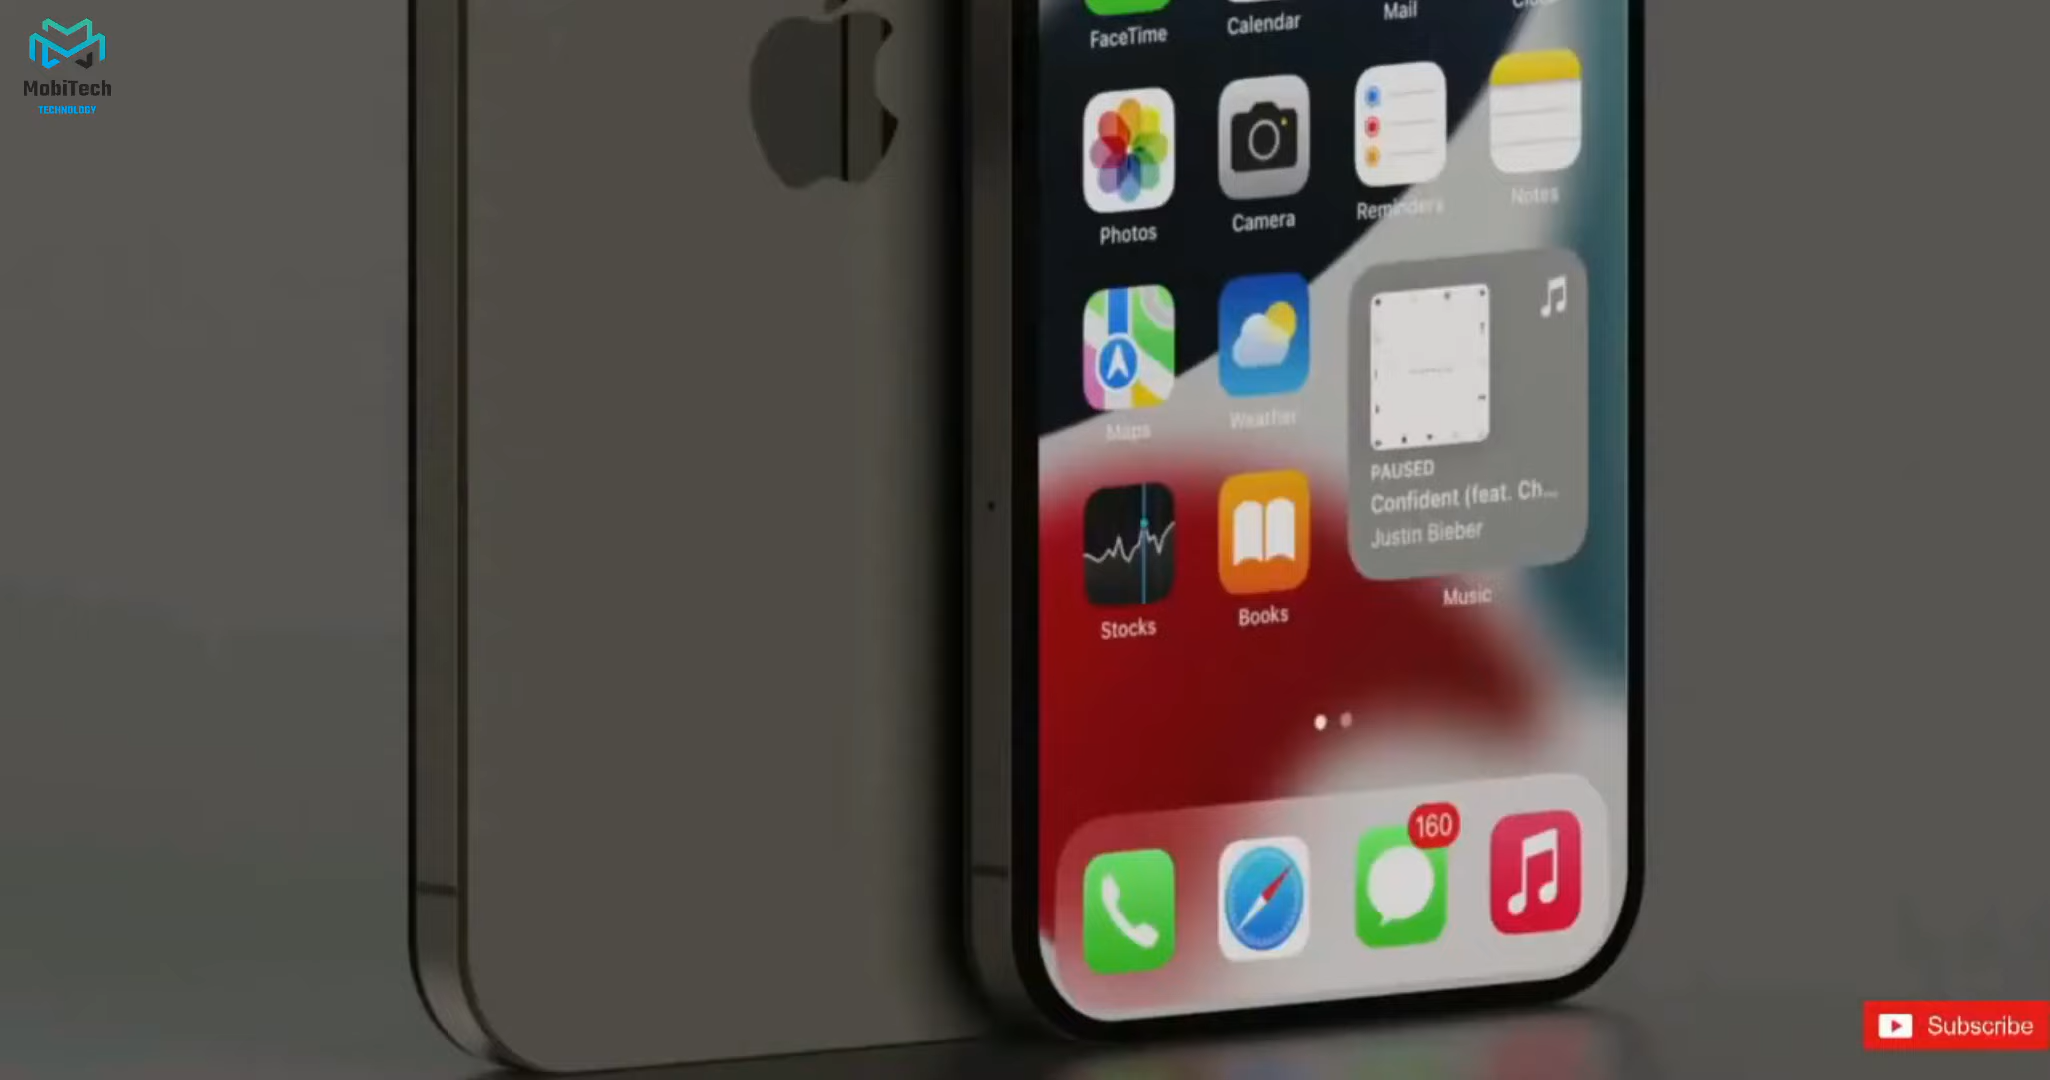 MobiTech
TECHNOLOGY
FaceTime
Calendar
Mail
Photos
Camera
Reminders
Notes
Maps
Weather
PAUSED
Confident (feat. Ch...
Justin Bieber
Music
Stocks
Books
160
Subscribe